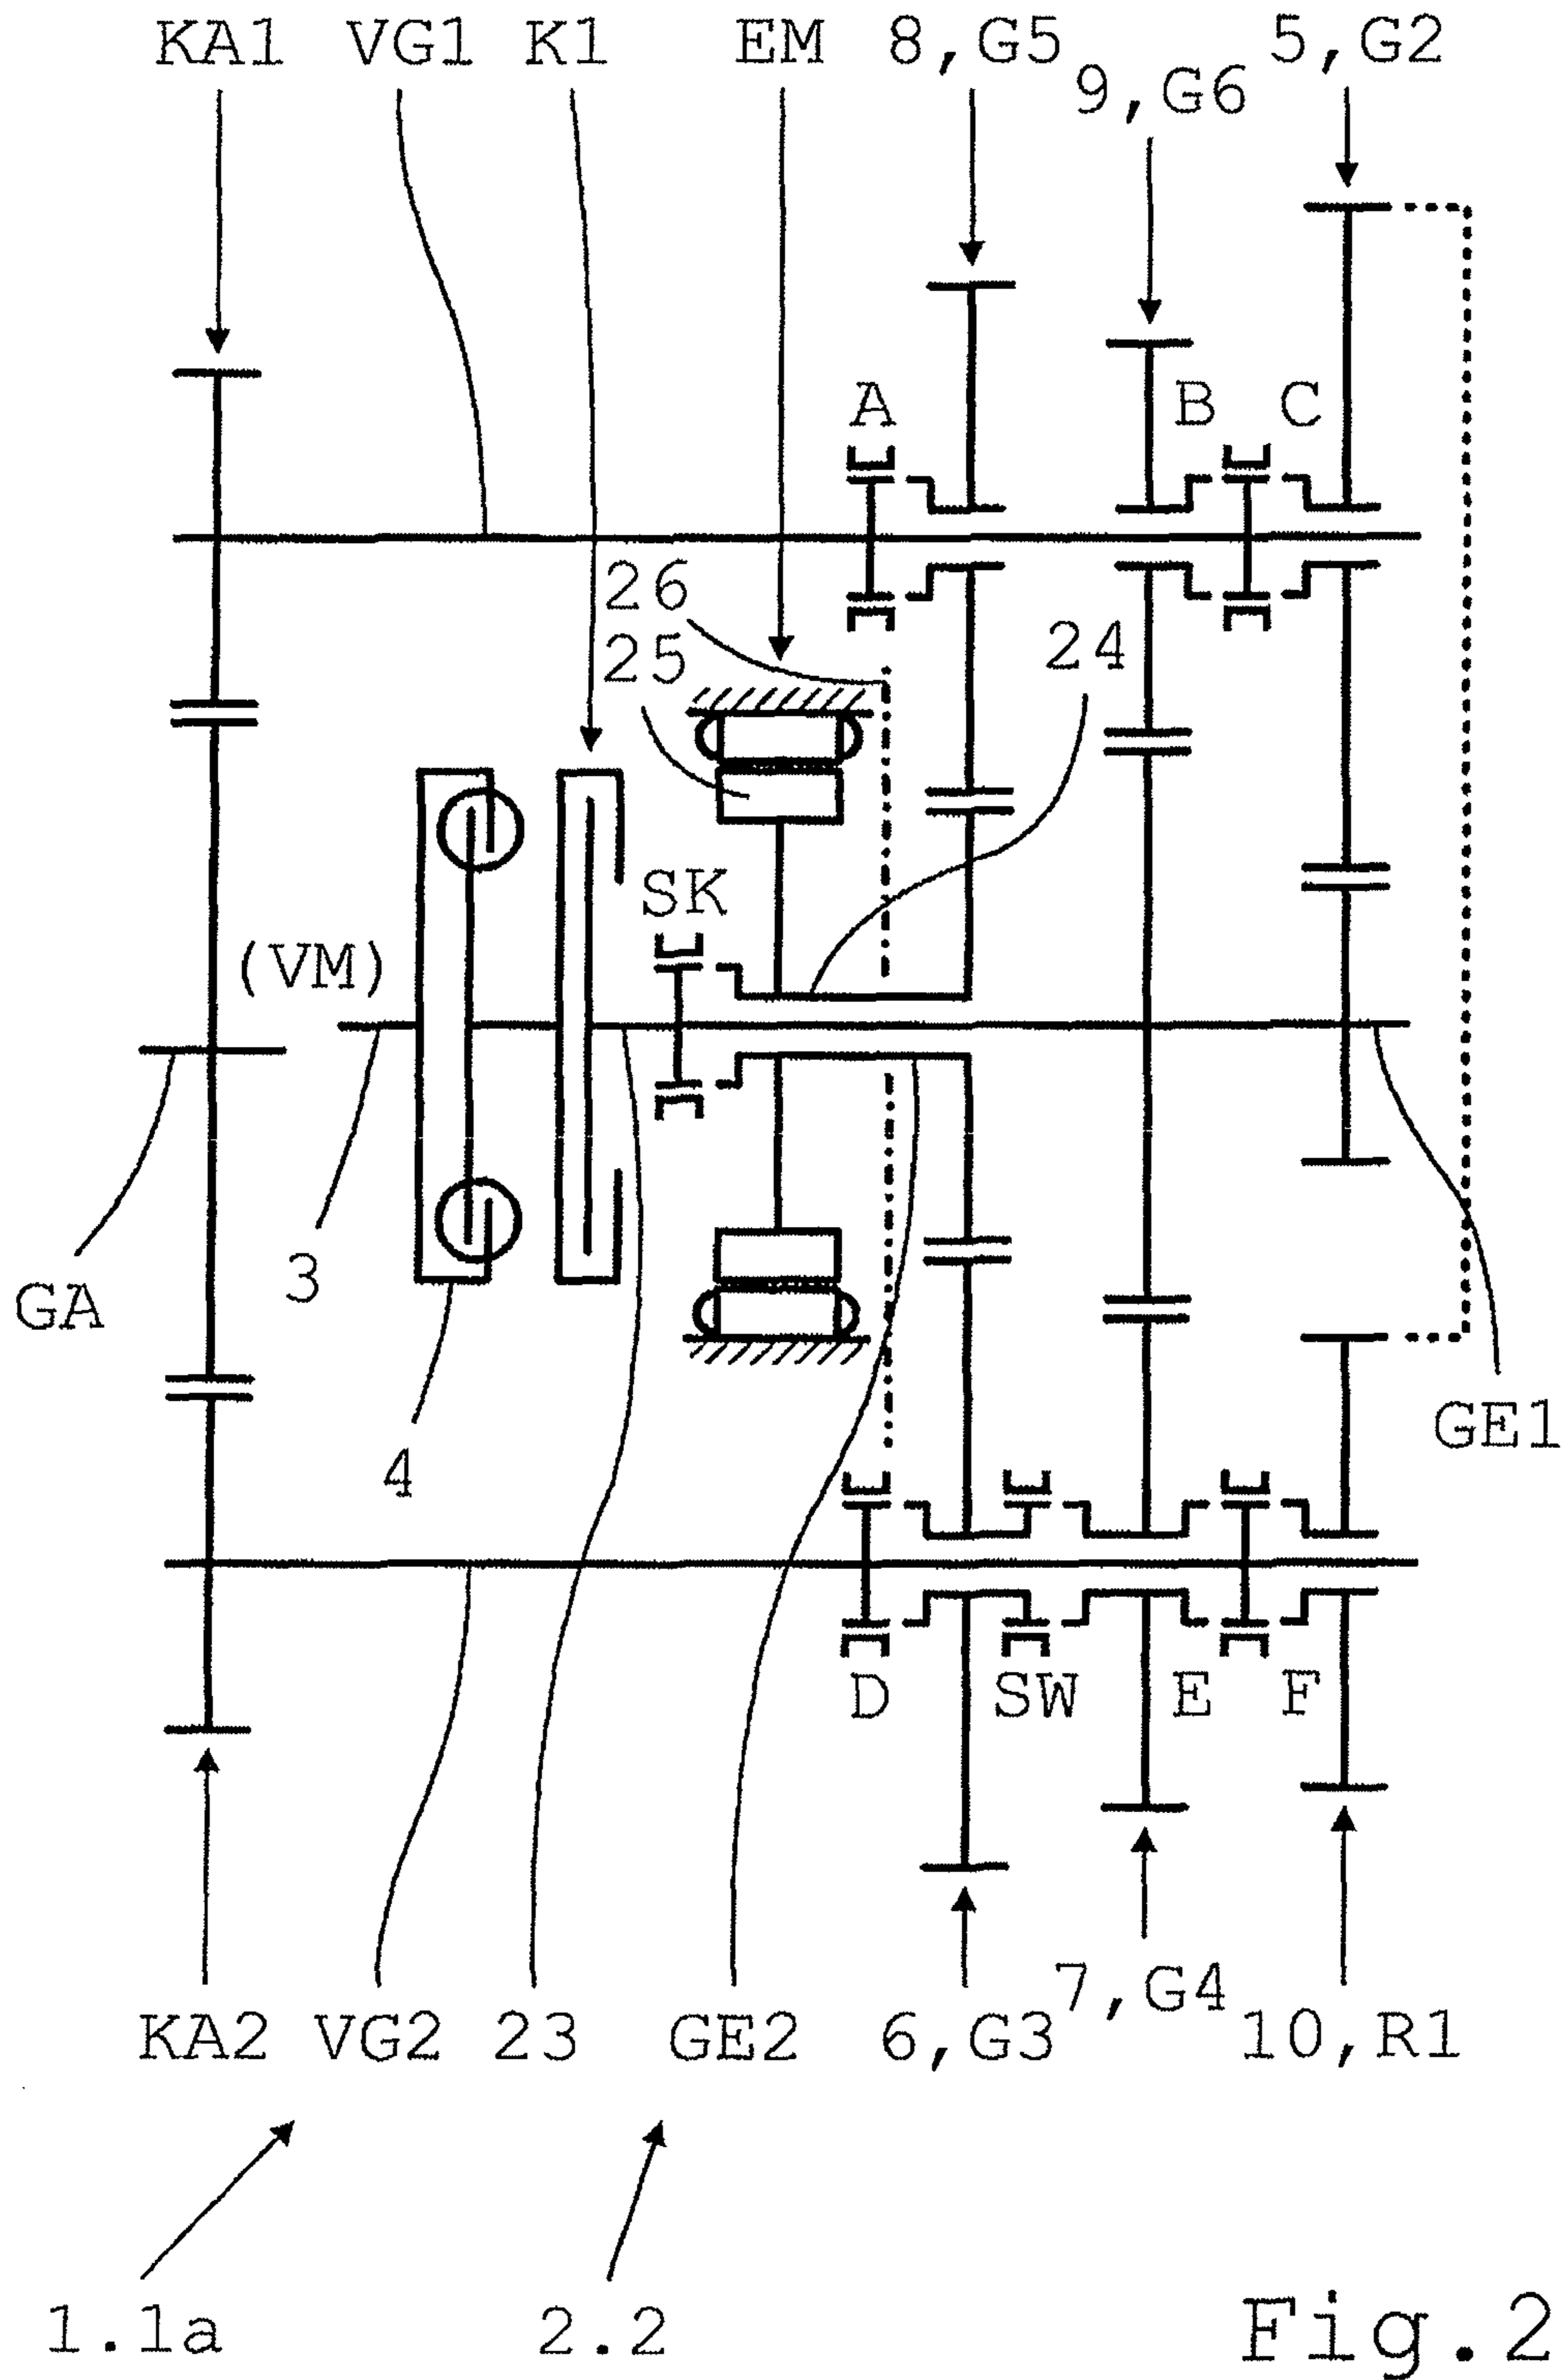 KA1 VG1 K1 EM 8,G5 5,G2
9,G6
A B C
26
25 24
SK
(VM)
3
GA
4 GE1
D SW E F
7,G4
KA2 VG2 23 GE2 6,G3 10,R1
1.1a 2.2 Fig.2